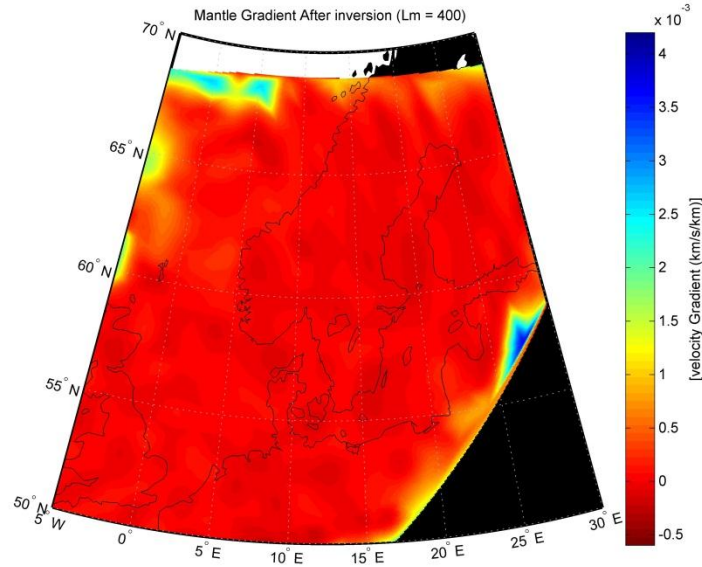 Mantle Gradient After inversion (Lm = 400)
x 10⁻³
70°N
65°N
60°N
55°N
50°N
5°W
0°
5°E
10°E
15°E
20°E
25°E
30°E
4
3.5
3
2.5
2
1.5
1
0.5
0
-0.5
[velocity Gradient (km/s/km)]